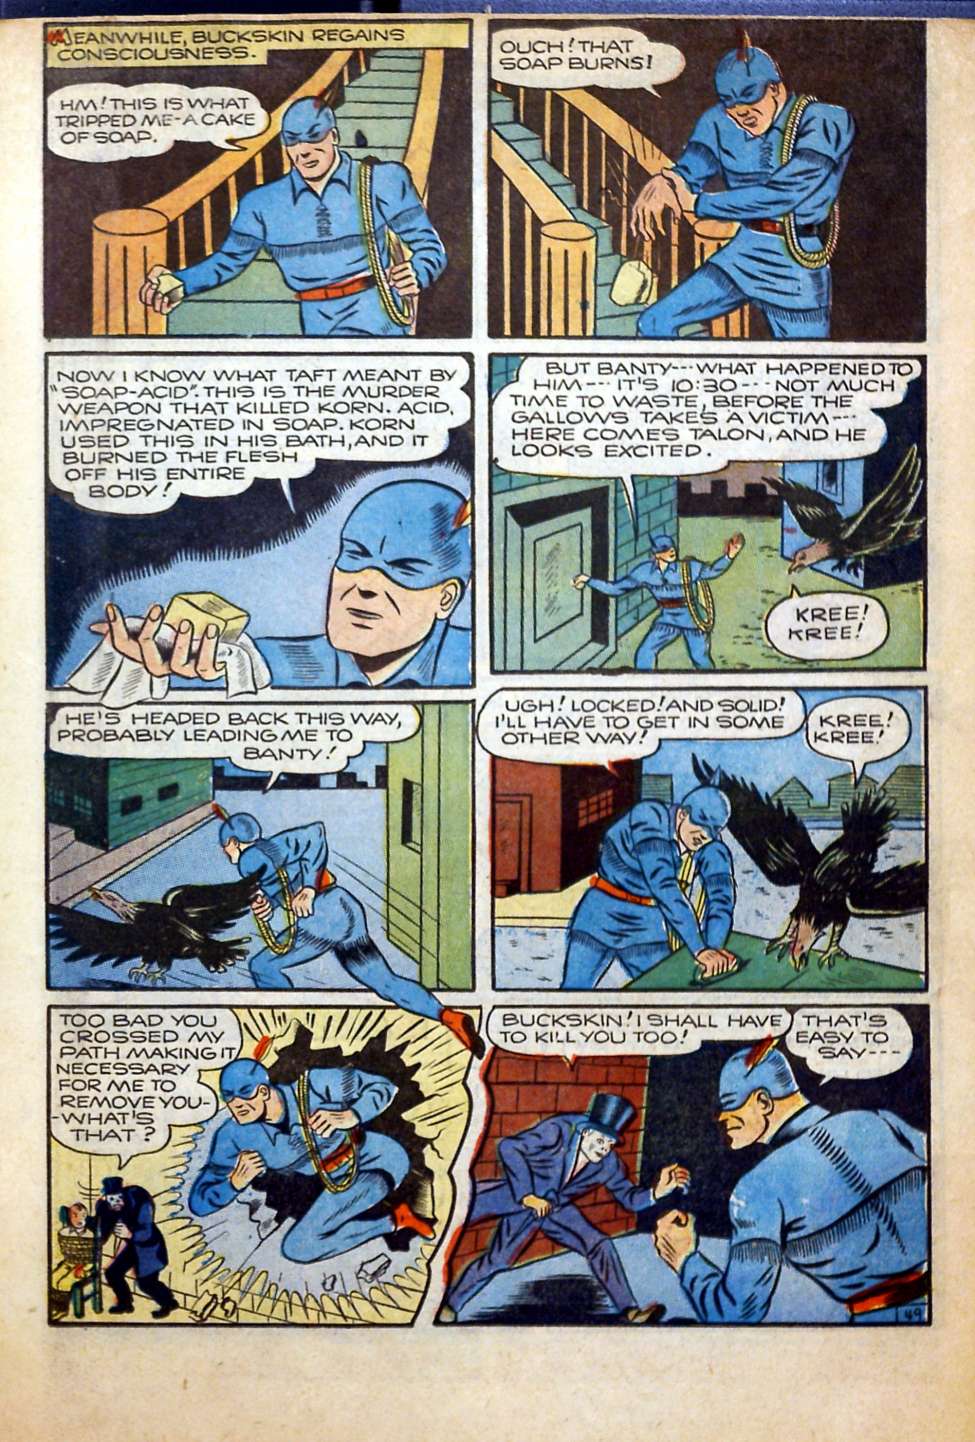 MEANWHILE, BUCKSKIN REGAINS
CONSCIOUSNESS.
HM! THIS IS WHAT
TRIPPED ME-A CAKE
OF SOAP.
OUCH! THAT
SOAP BURNS!
NOW I KNOW WHAT TAFT MEANT BY
"SOAP-ACID". THIS IS THE MURDER
WEAPON THAT KILLED KORN. ACID,
IMPREGNATED IN SOAP. KORN
USED THIS IN HIS BATH, AND IT
BURNED THE FLESH
OFF HIS ENTIRE
BODY!
BUT BANTY---WHAT HAPPENED TO
HIM---IT'S 10:30---NOT MUCH
TIME TO WASTE, BEFORE THE
GALLOWS TAKES A VICTIM---
HERE COMES TALON, AND HE
LOOKS EXCITED.
KREE!
KREE!
HE'S HEADED BACK THIS WAY,
PROBABLY LEADING ME TO
BANTY!
UGH! LOCKED! AND SOLID!
I'LL HAVE TO GET IN SOME
OTHER WAY!
KREE!
KREE!
TOO BAD YOU
CROSSED MY
PATH MAKING IT
NECESSARY
FOR ME TO
REMOVE YOU-
-WHAT'S
THAT?
BUCKSKIN! I SHALL HAVE
TO KILL YOU TOO!
THAT'S
EASY TO
SAY---
49